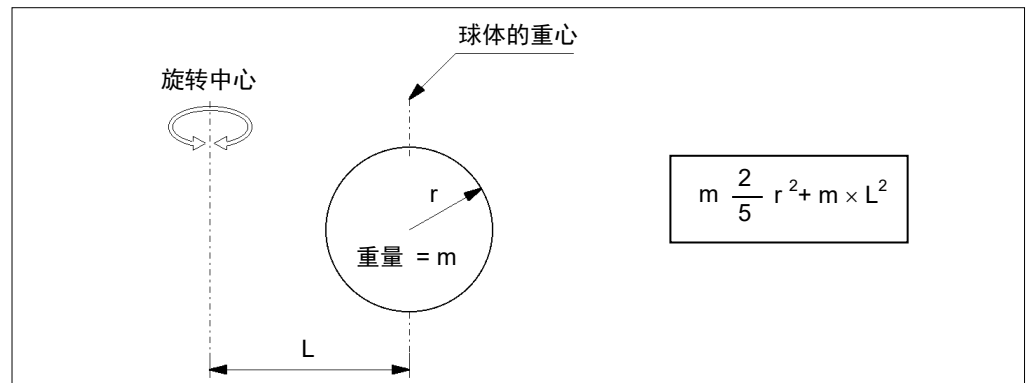 球体的重心
旋转中心
r
m 2/5 r² + m × L²
重量 = m
L